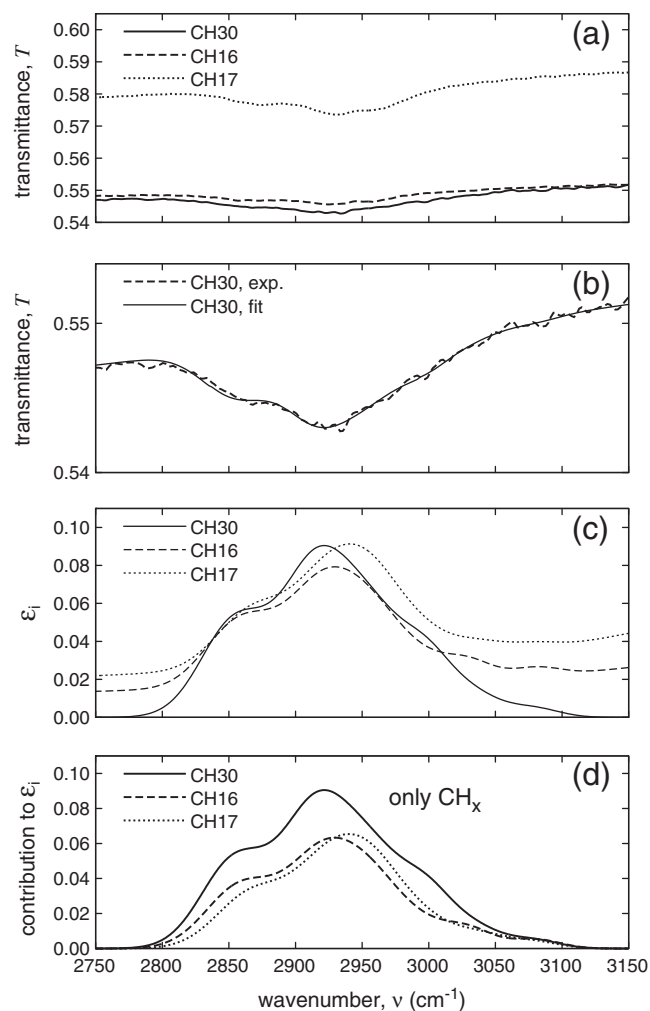 0.60
0.59
0.58
0.57
0.55
0.54
transmittance, T
CH30
CH16
CH17
(a)
0.55
0.54
transmittance, T
CH30, exp.
CH30, fit
(b)
0.10
0.08
0.06
0.04
0.02
0.00
εi
CH30
CH16
CH17
(c)
0.10
0.08
0.06
0.04
0.02
0.00
contribution to εi
CH30
CH16
CH17
only CHx
(d)
2750 2800 2850 2900 2950 3000 3050 3100 3150
wavenumber, ν (cm-1)